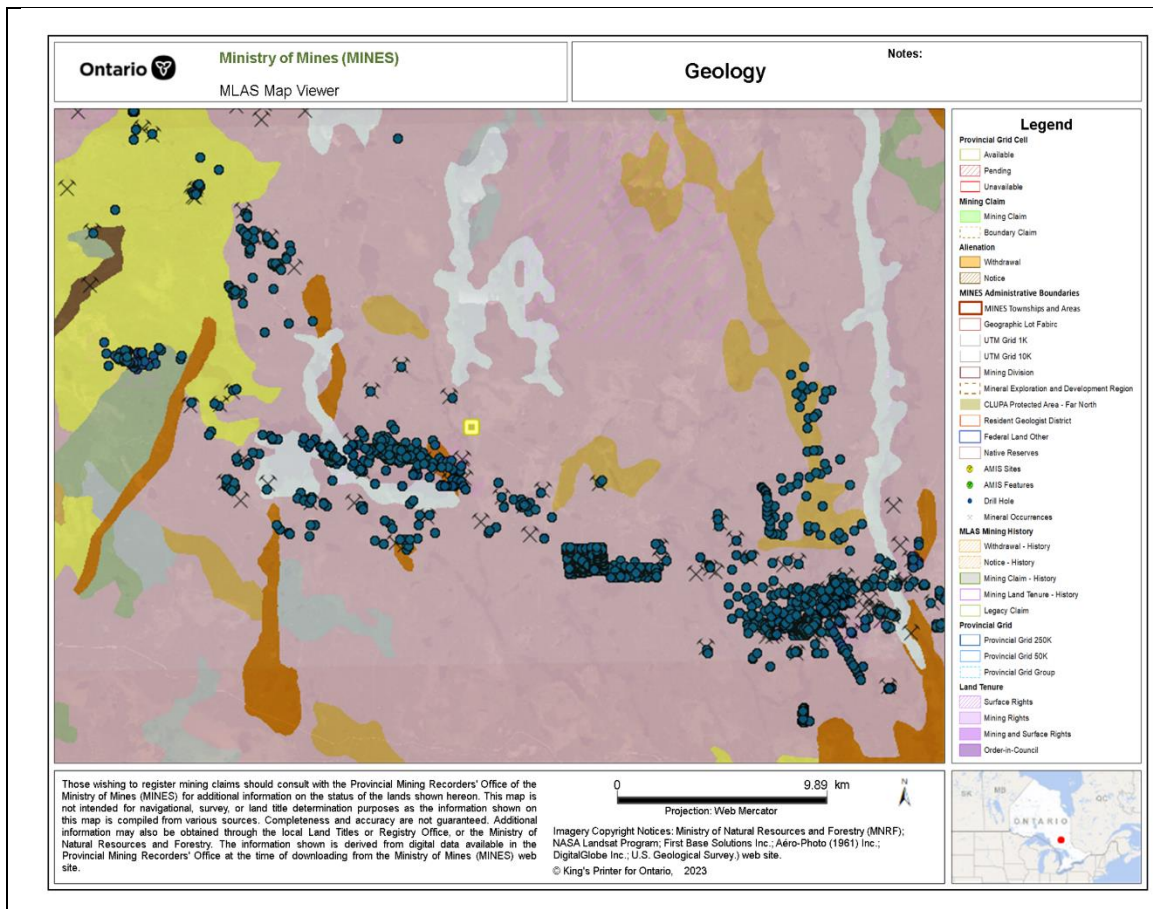 Ontario
Ministry of Mines (MINES)
MLAS Map Viewer
Geology
Notes:
Legend
Provincial Grid Cell
Available
Pending
Unavailable
Mining Claim
Mining Claim
Boundary Claim
Alienation
Withdrawal
Notice
MINES Administrative Boundaries
MINES Townships and Areas
Geographic Lot Fabirc
UTM Grid 1K
UTM Grid 10K
Mining Division
Mineral Exploration and Development Region
CLUPA Protected Area - Far North
Resident Geologist District
Federal Land Other
Native Reserves
AMIS Sites
AMIS Features
Drill Hole
Mineral Occurrences
MLAS Mining History
Withdrawal - History
Notice - History
Mining Claim - History
Mining Land Tenure - History
Legacy Claim
Provincial Grid
Provincial Grid 250K
Provincial Grid 50K
Provincial Grid Group
Land Tenure
Surface Rights
Mining Rights
Mining and Surface Rights
Order-in-Council
Those wishing to register mining claims should consult with the Provincial Mining Recorders' Office of the
Ministry of Mines (MINES) for additional information on the status of the lands shown hereon. This map is
not intended for navigational, survey, or land title determination purposes as the information shown on
this map is compiled from various sources. Completeness and accuracy are not guaranteed. Additional
information may also be obtained through the local Land Titles or Registry Office, or the Ministry of
Natural Resources and Forestry. The information shown is derived from digital data available in the
Provincial Mining Recorders' Office at the time of downloading from the Ministry of Mines (MINES) web
site.
0 9.89 km
Projection: Web Mercator
N
Imagery Copyright Notices: Ministry of Natural Resources and Forestry (MNRF);
NASA Landsat Program; First Base Solutions Inc.; Aéro-Photo (1961) Inc.;
DigitalGlobe Inc.; U.S. Geological Survey.) web site.
© King's Printer for Ontario, 2023
SK
MB
ONTARIO
QC